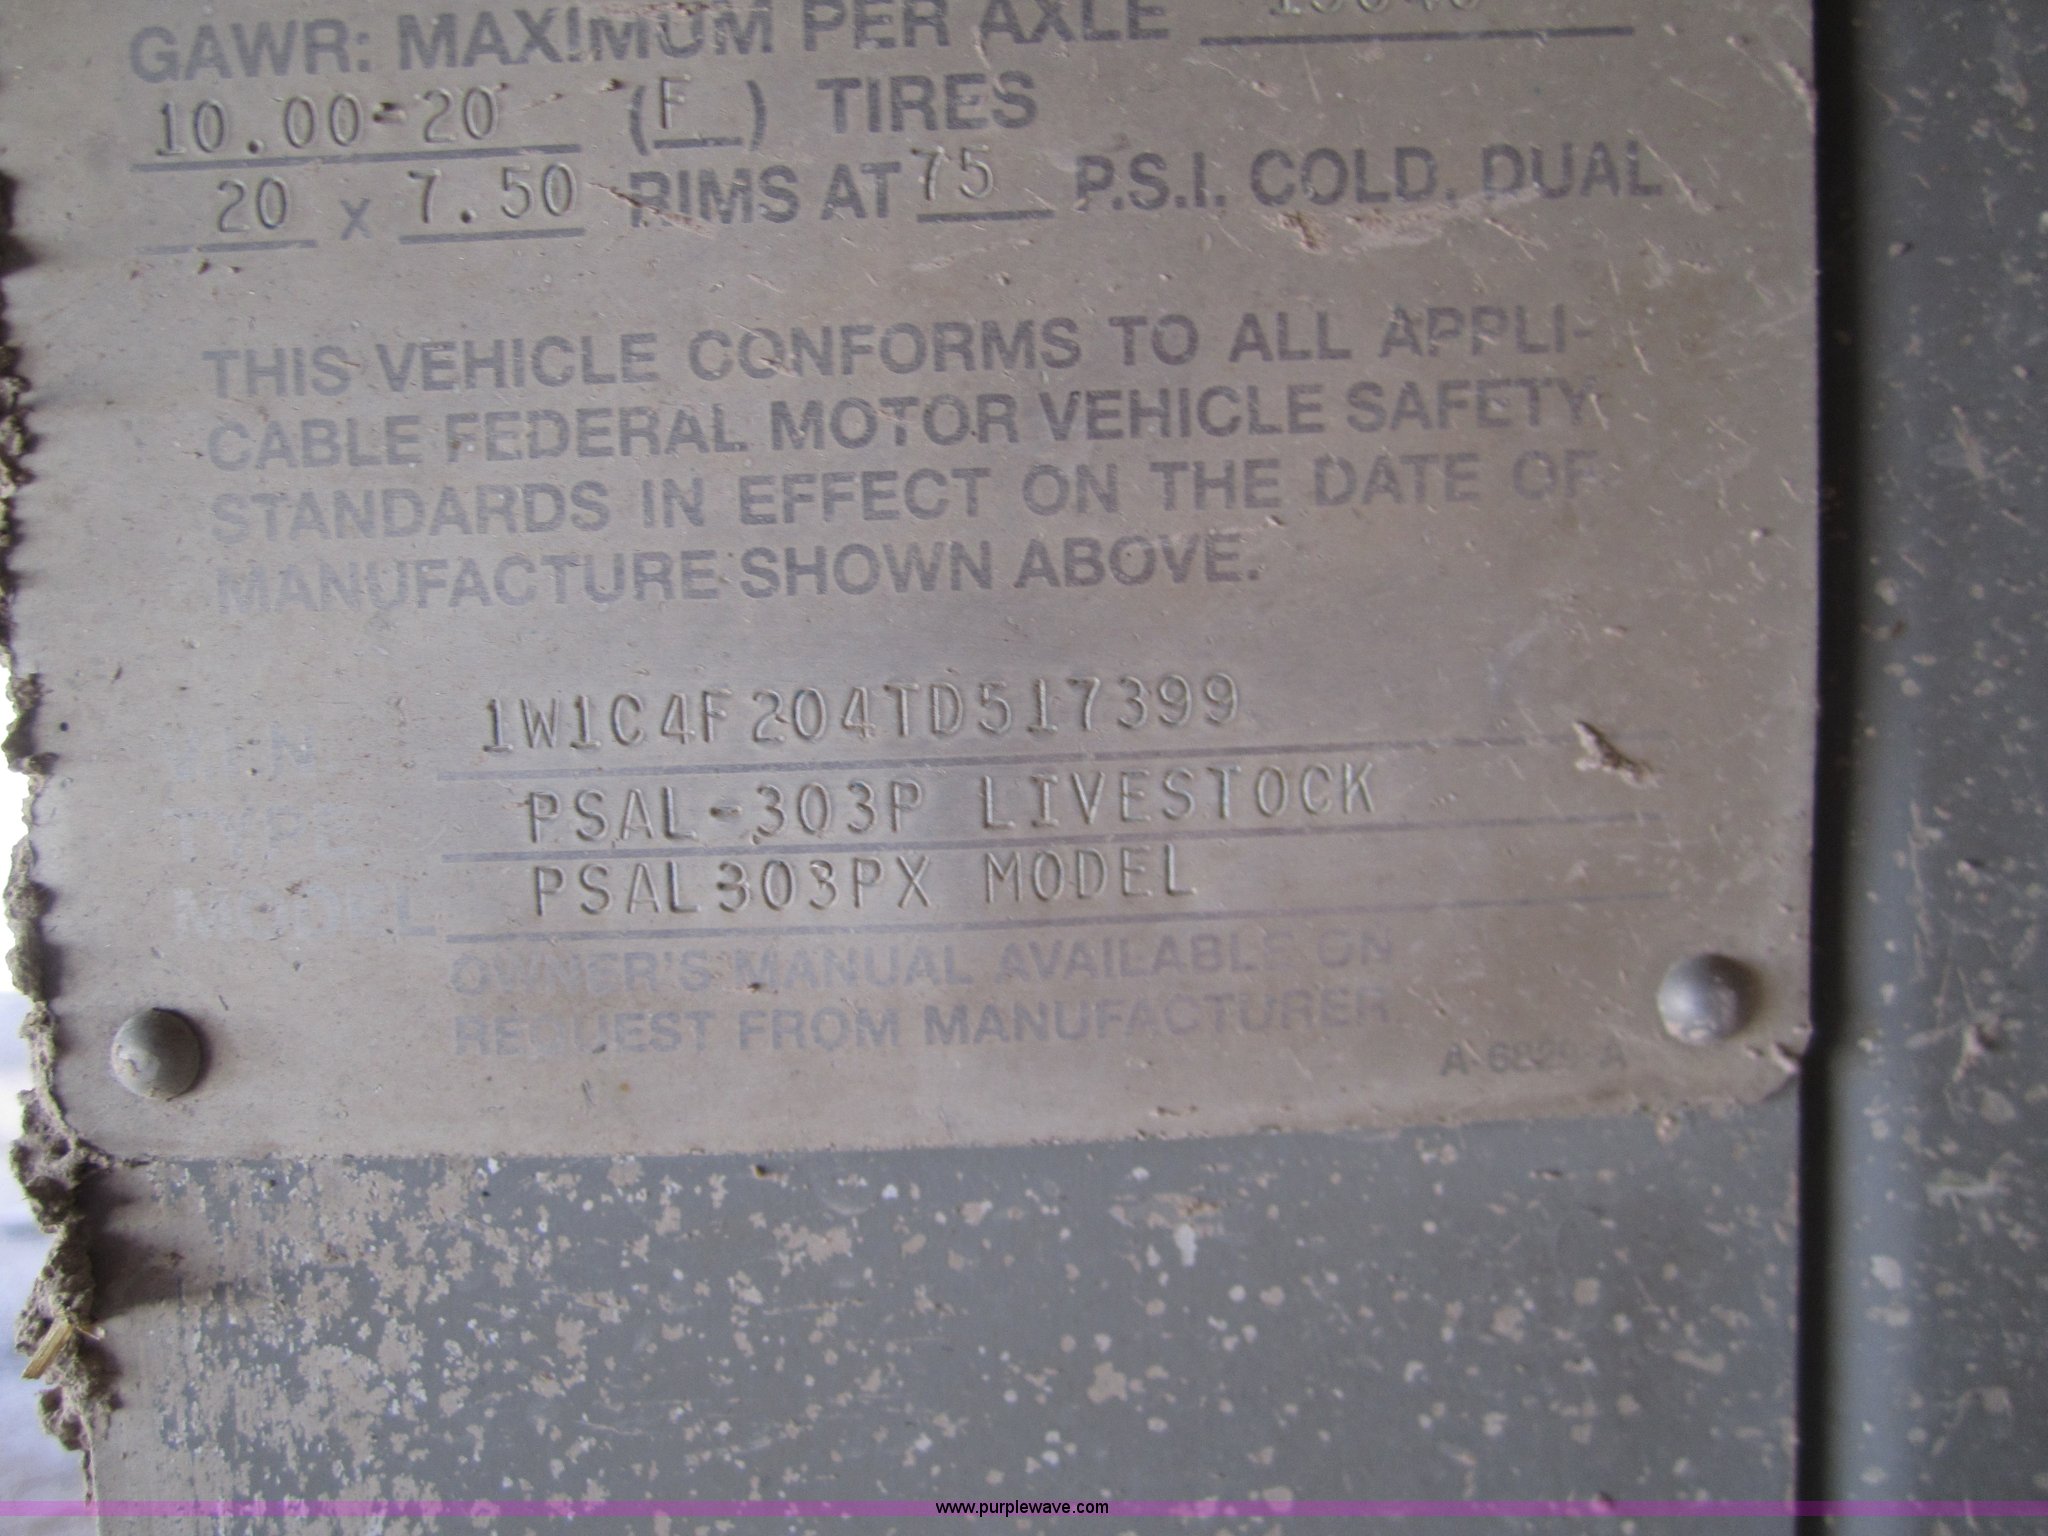 GAWR: MAXIMUM PER AXLE
10.00-20 (F) TIRES
20 X 7.50 RIMS AT 75 P.S.I. COLD, DUAL
THIS VEHICLE CONFORMS TO ALL APPLI-
CABLE FEDERAL MOTOR VEHICLE SAFETY
STANDARDS IN EFFECT ON THE DATE OF
MANUFACTURE SHOWN ABOVE.
V.I.N. 1W1C4F204TD517399
TYPE PSAL-303P LIVESTOCK
MODEL PSAL303PX MODEL
OWNER'S MANUAL AVAILABLE ON
REQUEST FROM MANUFACTURER
www.purplewave.com